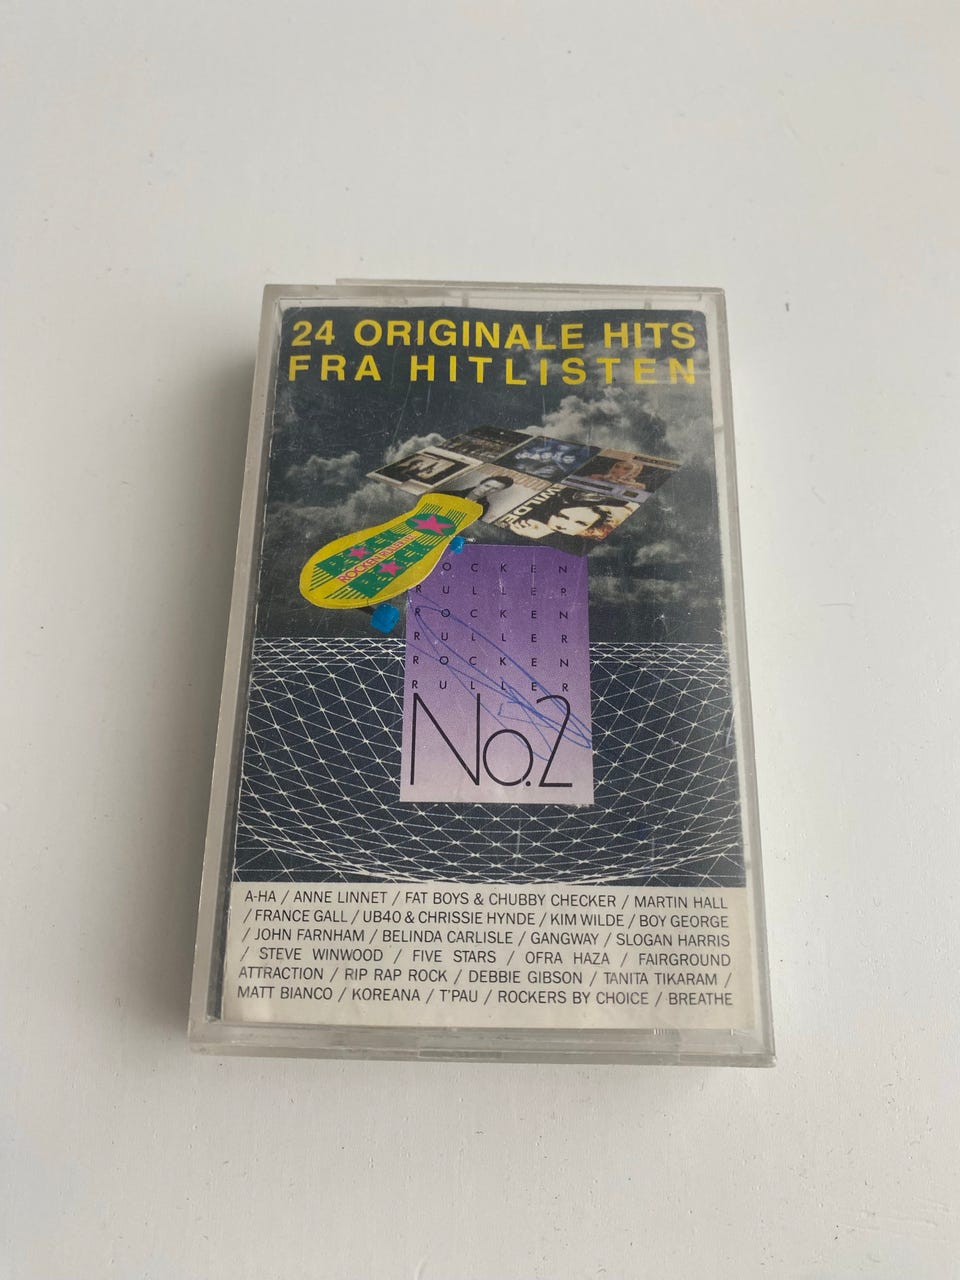 24 ORIGINALE HITS
FRA HITLISTEN
WILDE
ROCKEN RULLER
OCKEN
RULLER
ROCKEN
RULLER
ROCKEN
RULLER
No.2
A-HA / ANNE LINNET / FAT BOYS & CHUBBY CHECKER / MARTIN HALL
/ FRANCE GALL / UB40 & CHRISSIE HYNDE / KIM WILDE / BOY GEORGE
/ JOHN FARNHAM / BELINDA CARLISLE / GANGWAY / SLOGAN HARRIS
/ STEVE WINWOOD / FIVE STARS / OFRA HAZA / FAIRGROUND
ATTRACTION / RIP RAP ROCK / DEBBIE GIBSON / TANITA TIKARAM /
MATT BIANCO / KOREANA / T'PAU / ROCKERS BY CHOICE / BREATHE